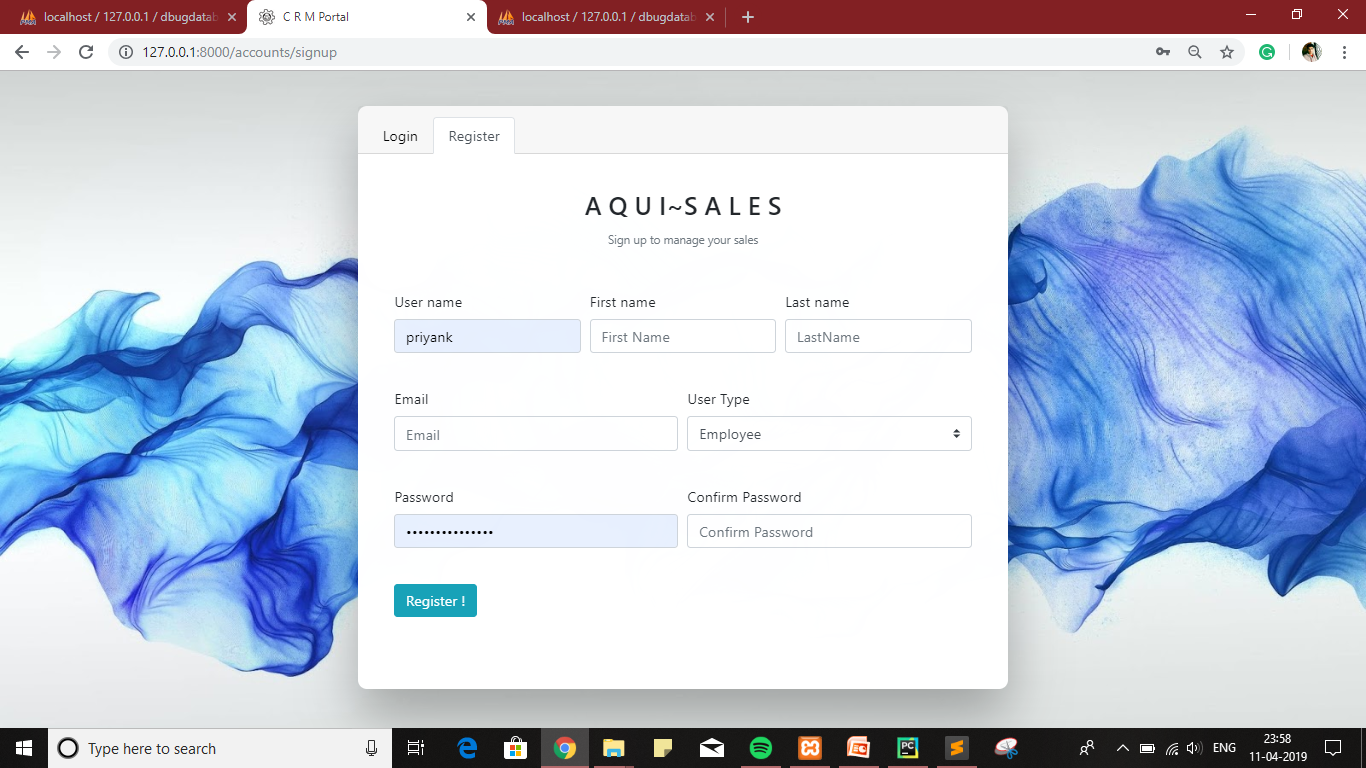 localhost / 127.0.0.1 / dbugdatab
C R M Portal
localhost / 127.0.0.1 / dbugdatab
127.0.0.1:8000/accounts/signup
Login Register
A Q U I~S A L E S
Sign up to manage your sales
User name First name Last name
priyank First Name LastName
Email User Type
Email Employee
Password Confirm Password
Confirm Password
Register !
Type here to search
ENG
23:58
11-04-2019